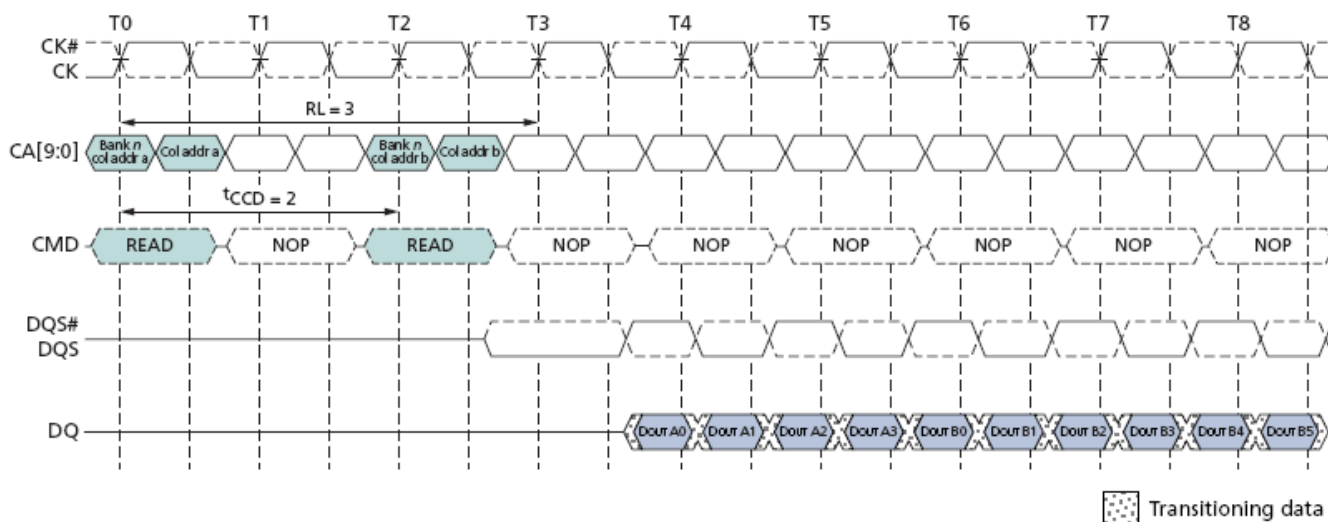 T0 T1 T2 T3 T4 T5 T6 T7 T8
CK#
CK
RL = 3
CA[9:0] Bank n col addr a Col addr a Bank n col addr b Col addr b
tCCD = 2
CMD READ NOP READ NOP NOP NOP NOP NOP NOP
DQS#
DQS
DQ DOUT A0 DOUT A1 DOUT A2 DOUT A3 DOUT B0 DOUT B1 DOUT B2 DOUT B3 DOUT B4 DOUT B5
Transitioning data